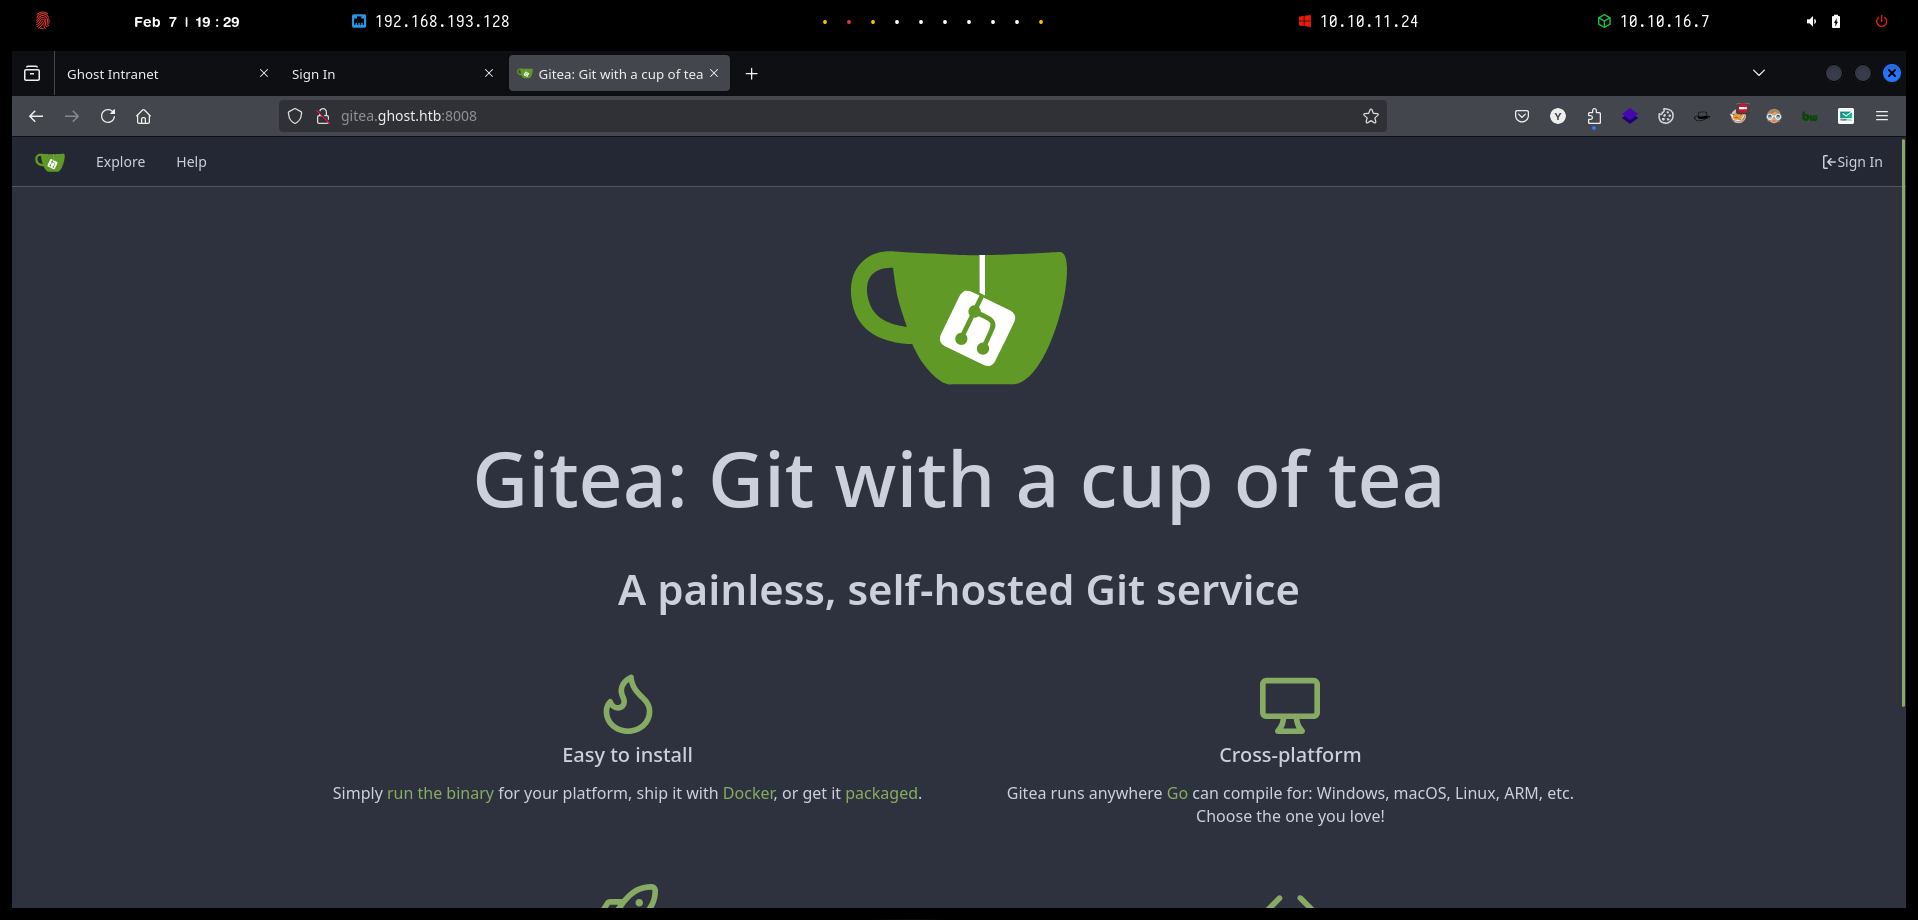 Feb 7 | 19 : 29
192.168.193.128
10.10.11.24
10.10.16.7
Ghost Intranet
Sign In
Gitea: Git with a cup of tea
gitea.ghost.htb:8008
Y
bw
Explore
Help
Sign In
Gitea: Git with a cup of tea
A painless, self-hosted Git service
Easy to install
Simply run the binary for your platform, ship it with Docker, or get it packaged.
Cross-platform
Gitea runs anywhere Go can compile for: Windows, macOS, Linux, ARM, etc.
Choose the one you love!